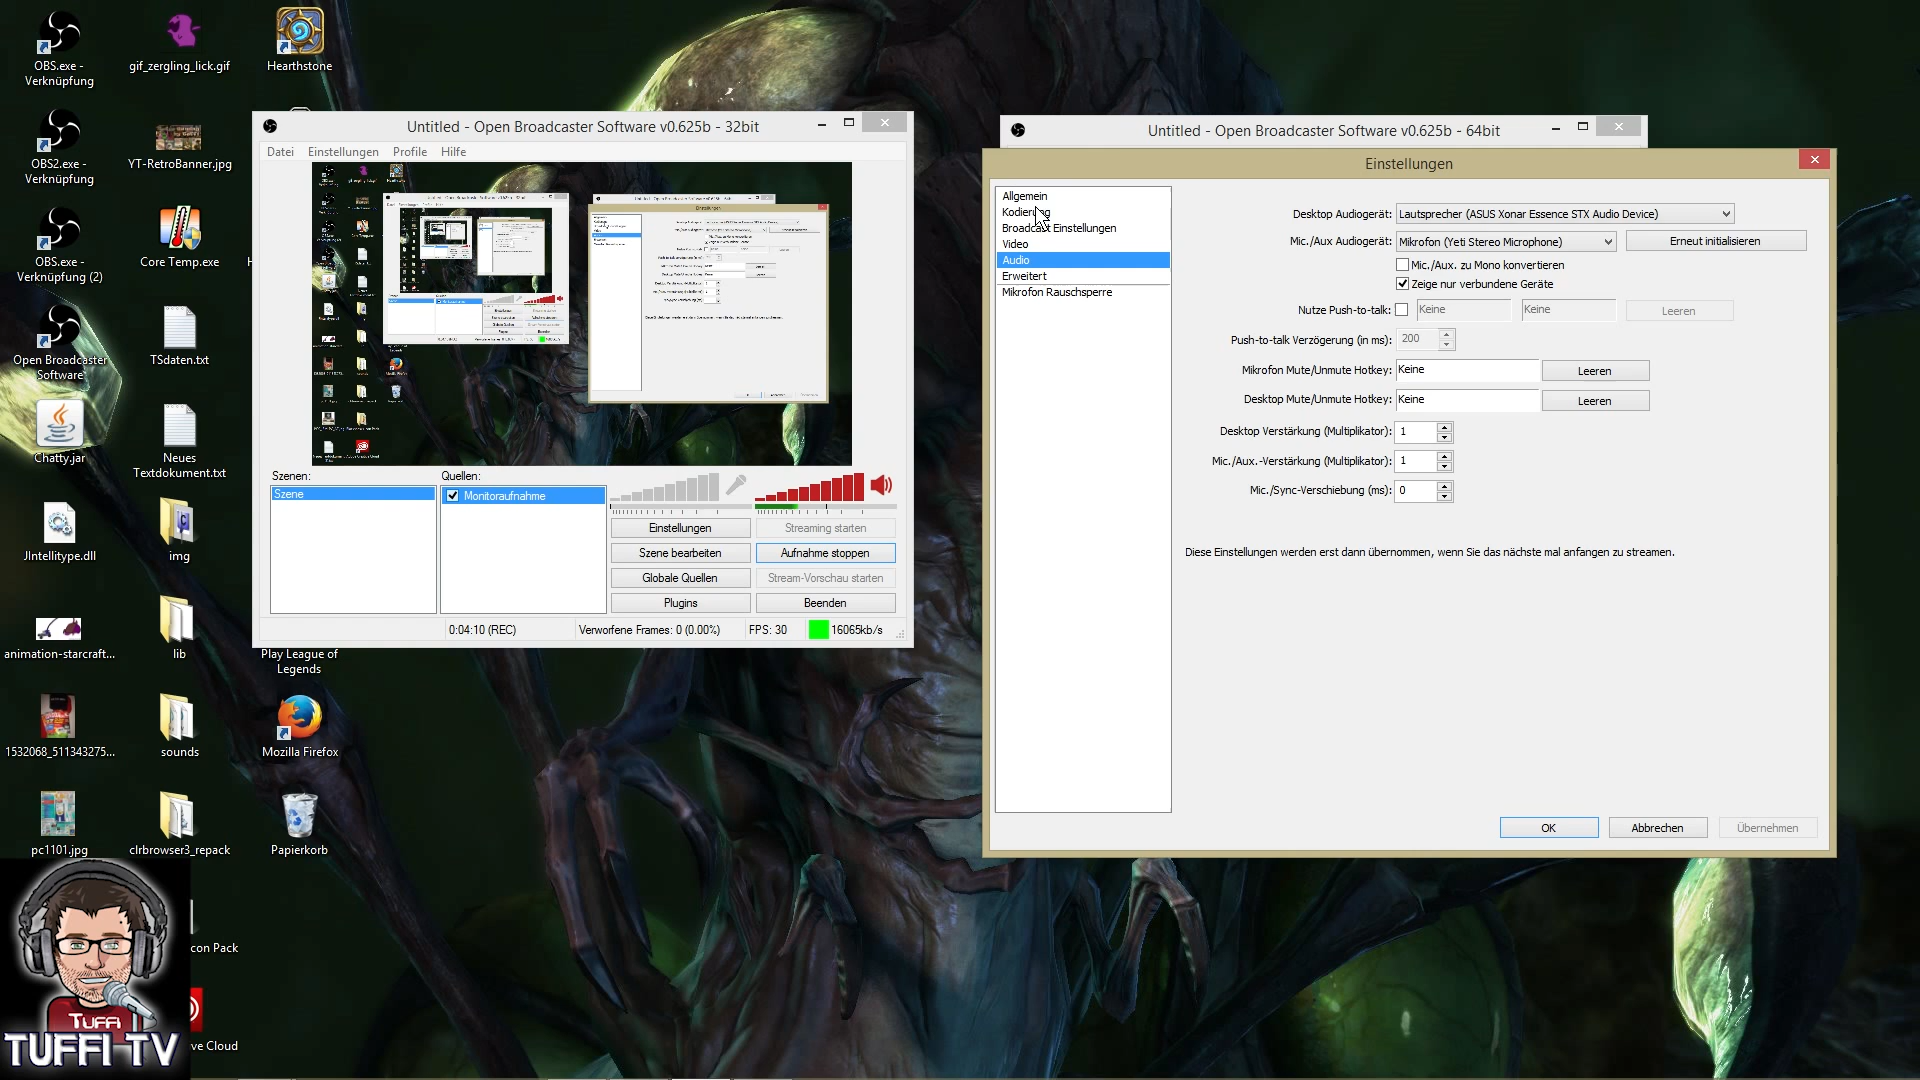 OBS.exe -
Verknüpfung
gif_zergling_lick.gif
Hearthstone
OBS2.exe -
Verknüpfung
YT-RetroBanner.jpg
OBS.exe -
Verknüpfung (2)
Core Temp.exe
Open Broadcaster
Software
TSdaten.txt
Chatty.jar
Neues
Textdokument.txt
JIntellitype.dll
img
animation-starcraft...
lib
Play League of
Legends
1532068_511343275...
sounds
Mozilla Firefox
pc1101.jpg
clrbrowser3_repack
Papierkorb
con Pack
ve Cloud
TUFFI
TUFFI TV
Untitled - Open Broadcaster Software v0.625b - 32bit
Datei Einstellungen Profile Hilfe
Szenen:
Szene
Quellen:
Monitoraufnahme
Einstellungen
Streaming starten
Szene bearbeiten
Aufnahme stoppen
Globale Quellen
Stream-Vorschau starten
Plugins
Beenden
0:04:10 (REC)
Verworfene Frames: 0 (0.00%)
FPS: 30
16065kb/s
Untitled - Open Broadcaster Software v0.625b - 64bit
Einstellungen
Allgemein
Kodierung
Broadcast Einstellungen
Video
Audio
Erweitert
Mikrofon Rauschsperre
Desktop Audiogerät: Lautsprecher (ASUS Xonar Essence STX Audio Device)
Mic./Aux Audiogerät: Mikrofon (Yeti Stereo Microphone) Erneut initialisieren
Mic./Aux. zu Mono konvertieren
Zeige nur verbundene Geräte
Nutze Push-to-talk: Keine Keine Leeren
Push-to-talk Verzögerung (in ms): 200
Mikrofon Mute/Unmute Hotkey: Keine Leeren
Desktop Mute/Unmute Hotkey: Keine Leeren
Desktop Verstärkung (Multiplikator): 1
Mic./Aux.-Verstärkung (Multiplikator): 1
Mic./Sync-Verschiebung (ms): 0
Diese Einstellungen werden erst dann übernommen, wenn Sie das nächste mal anfangen zu streamen.
OK Abbrechen Übernehmen